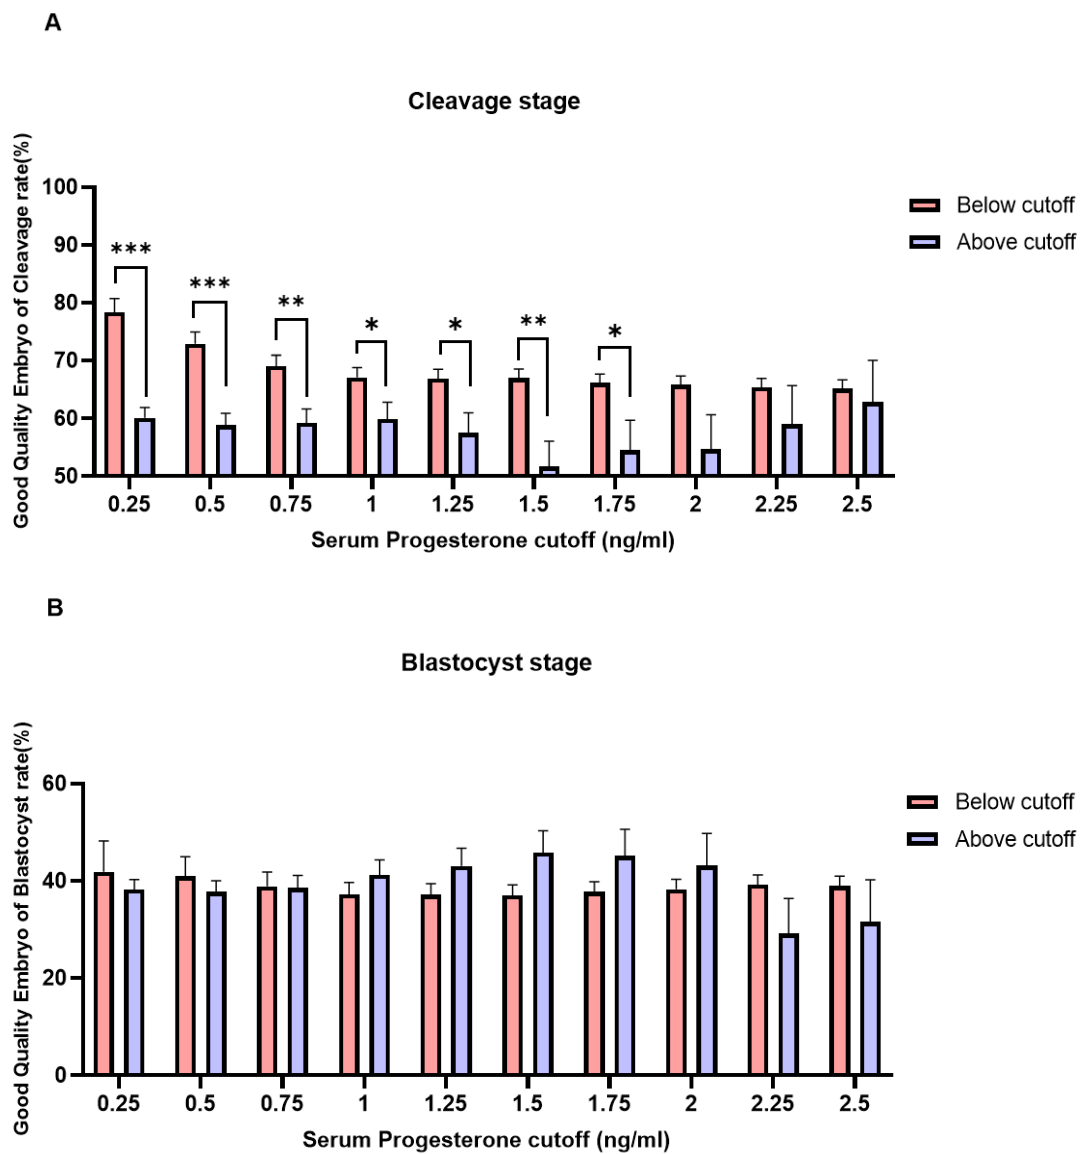 A
Cleavage stage
Good Quality Embryo of Cleavage rate(%)
100
90
80
70
60
50
***
***
**
*
*
**
*
Below cutoff
Above cutoff
0.25 0.5 0.75 1 1.25 1.5 1.75 2 2.25 2.5
Serum Progesterone cutoff (ng/ml)
B
Blastocyst stage
Good Quality Embryo of Blastocyst rate(%)
60
40
20
0
Below cutoff
Above cutoff
0.25 0.5 0.75 1 1.25 1.5 1.75 2 2.25 2.5
Serum Progesterone cutoff (ng/ml)